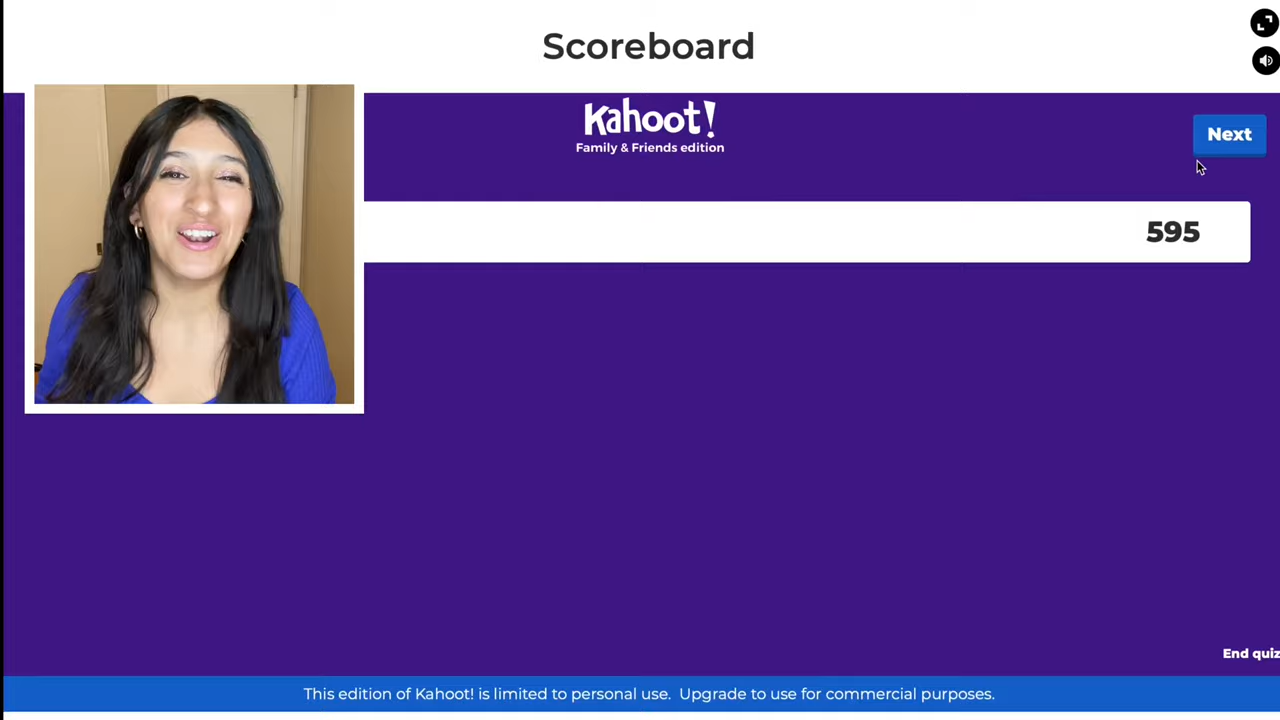 Scoreboard
Kahoot!
Family & Friends edition
Next
595
End quiz
This edition of Kahoot! is limited to personal use. Upgrade to use for commercial purposes.